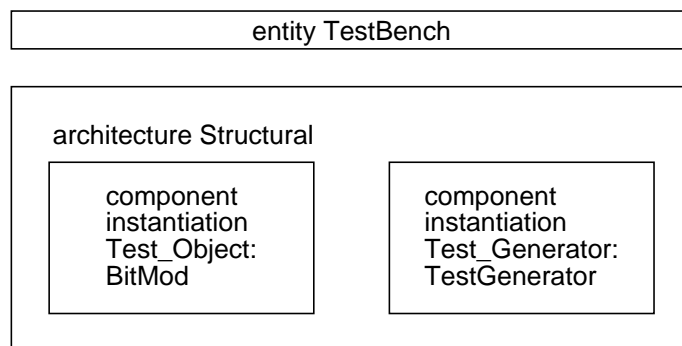 entity TestBench
architecture Structural
component
instantiation
Test_Object:
BitMod
component
instantiation
Test_Generator:
TestGenerator